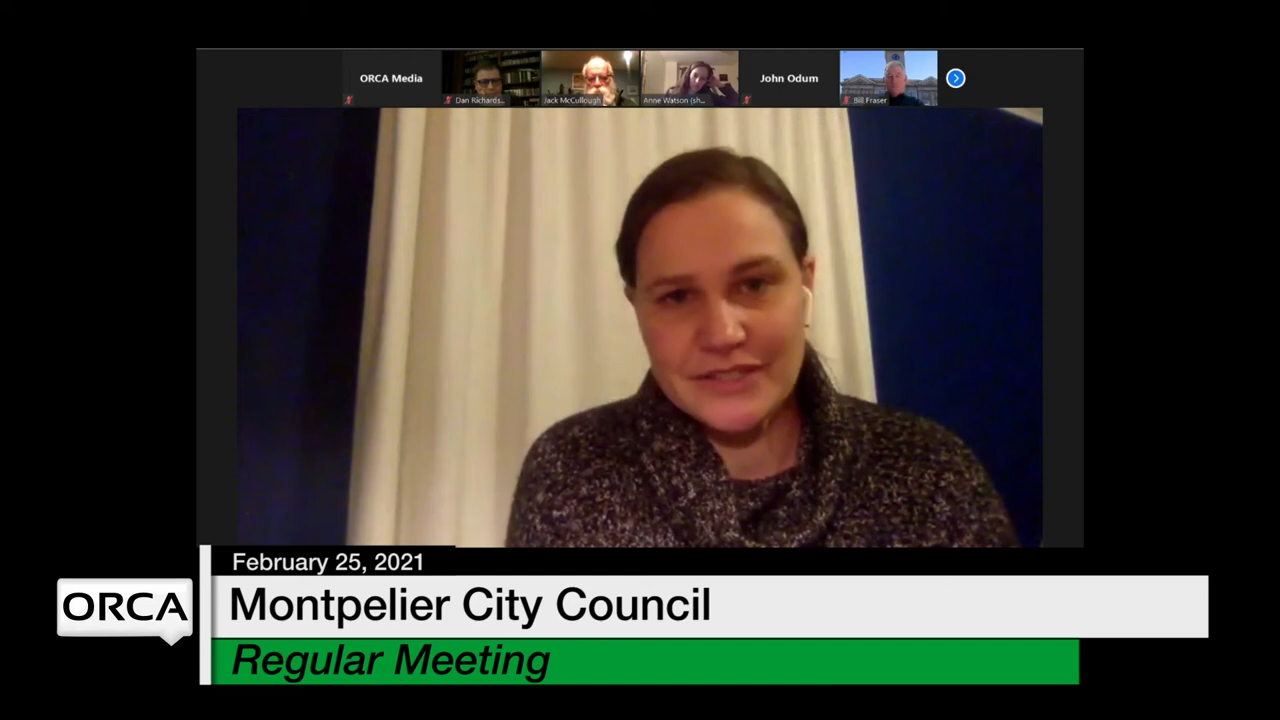 ORCA Media
John Odum
Dan Richards...
Jack McCullough
Anne Watson (sh...
Bill Fraser
February 25, 2021
ORCA
Montpelier City Council
Regular Meeting